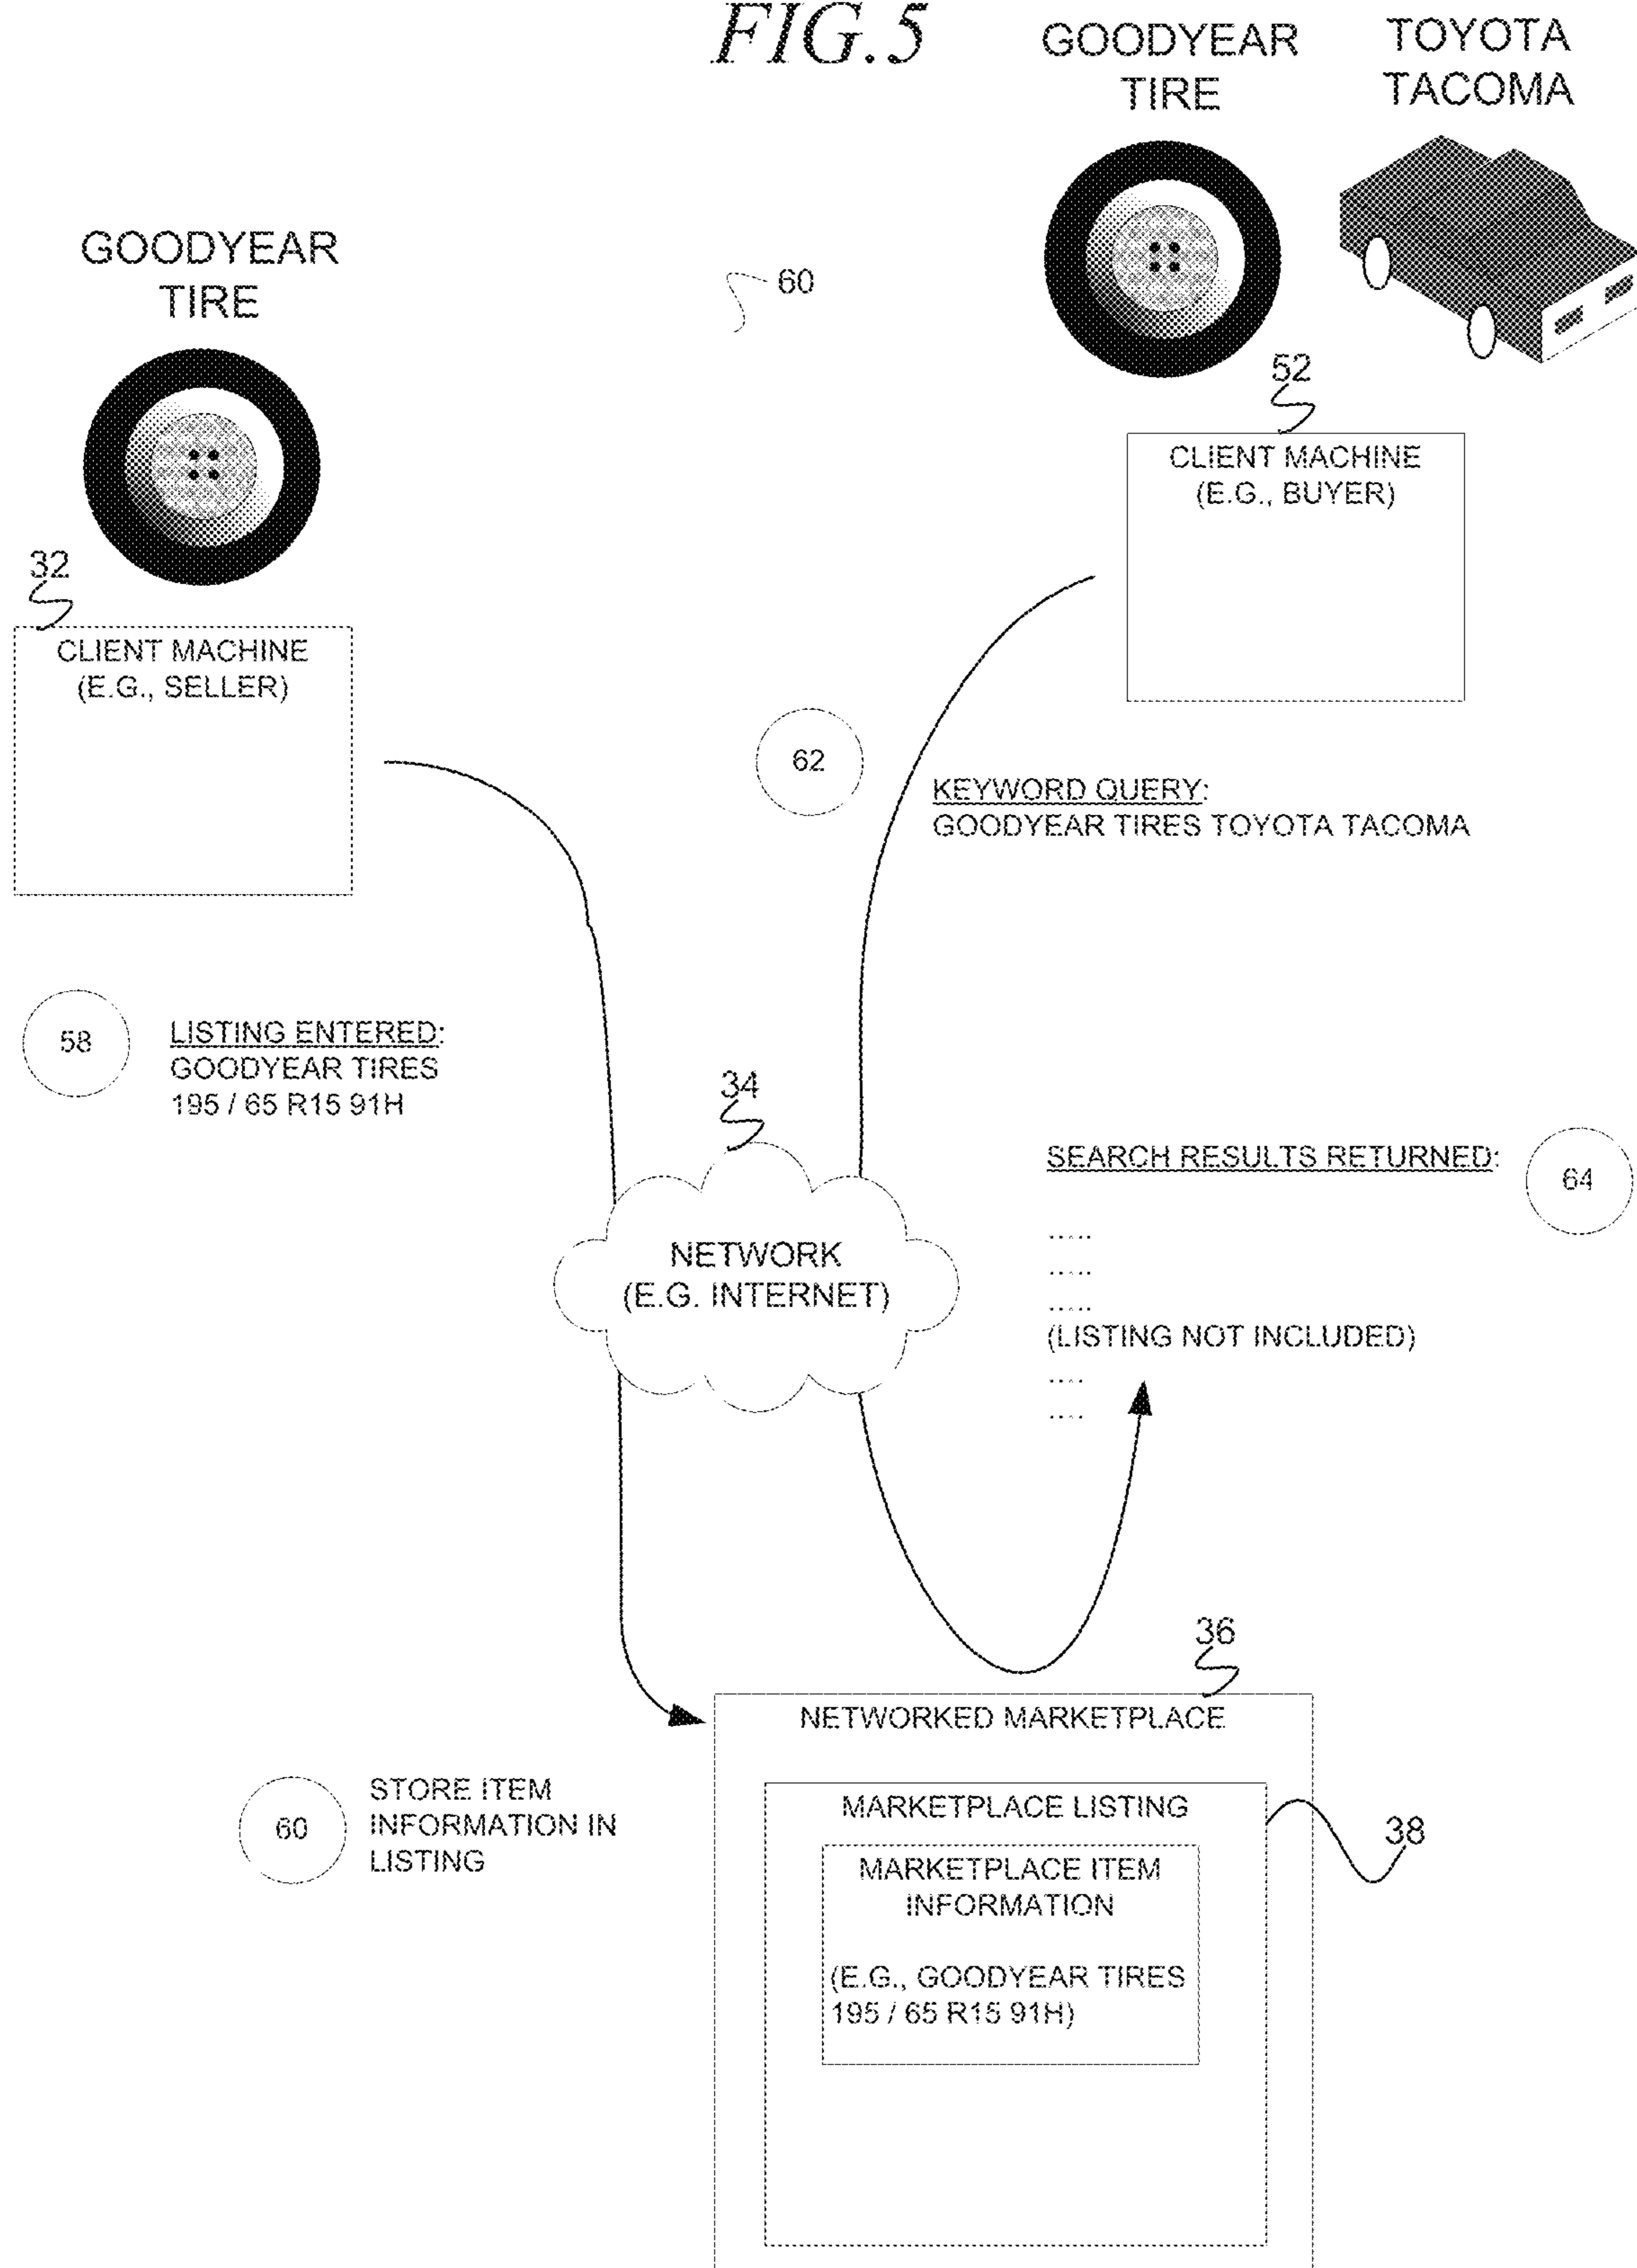 FIG.5
GOODYEAR
TIRE
TOYOTA
TACOMA
GOODYEAR
TIRE
60
52
CLIENT MACHINE
(E.G., BUYER)
32
CLIENT MACHINE
(E.G., SELLER)
62
KEYWORD QUERY:
GOODYEAR TIRES TOYOTA TACOMA
58
LISTING ENTERED:
GOODYEAR TIRES
195 / 65 R15 91H
34
NETWORK
(E.G. INTERNET)
SEARCH RESULTS RETURNED:
64
.....
.....
.....
(LISTING NOT INCLUDED)
....
....
36
NETWORKED MARKETPLACE
60
STORE ITEM
INFORMATION IN
LISTING
MARKETPLACE LISTING
38
MARKETPLACE ITEM
INFORMATION
(E.G., GOODYEAR TIRES
195 / 65 R15 91H)